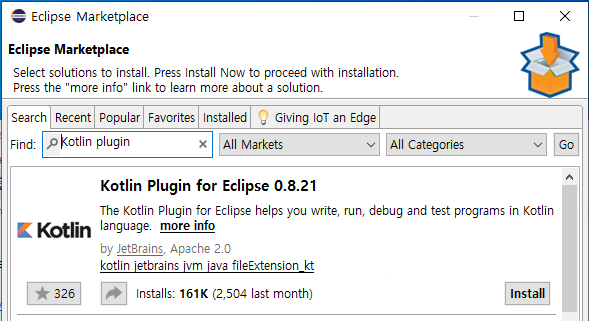 Eclipse Marketplace
Eclipse Marketplace
Select solutions to install. Press Install Now to proceed with installation.
Press the "more info" link to learn more about a solution.
Search Recent Popular Favorites Installed Giving IoT an Edge
Find: Kotlin plugin All Markets All Categories Go
Kotlin Plugin for Eclipse 0.8.21
The Kotlin Plugin for Eclipse helps you write, run, debug and test programs in Kotlin
language. more info
Kotlin
by JetBrains, Apache 2.0
kotlin jetbrains jvm java fileExtension_kt
326 Installs: 161K (2,504 last month) Install